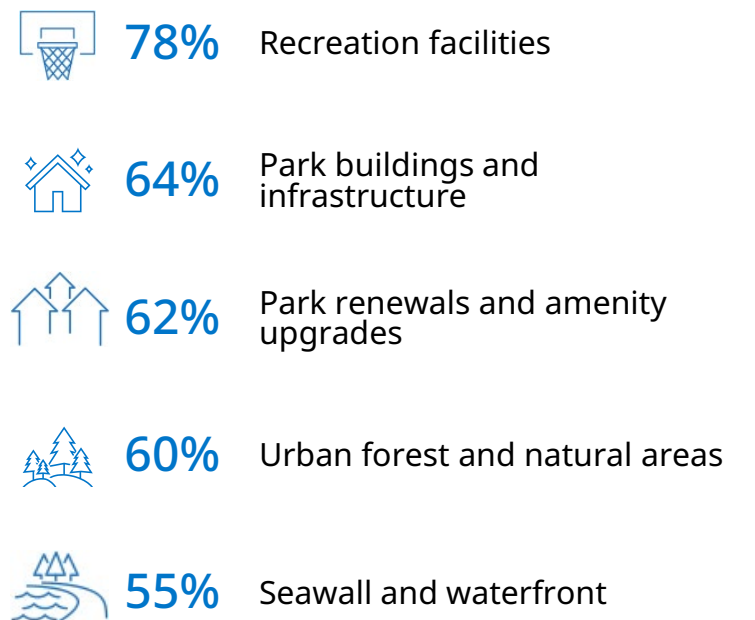 78% Recreation facilities
64% Park buildings and
infrastructure
62% Park renewals and amenity
upgrades
60% Urban forest and natural areas
55% Seawall and waterfront